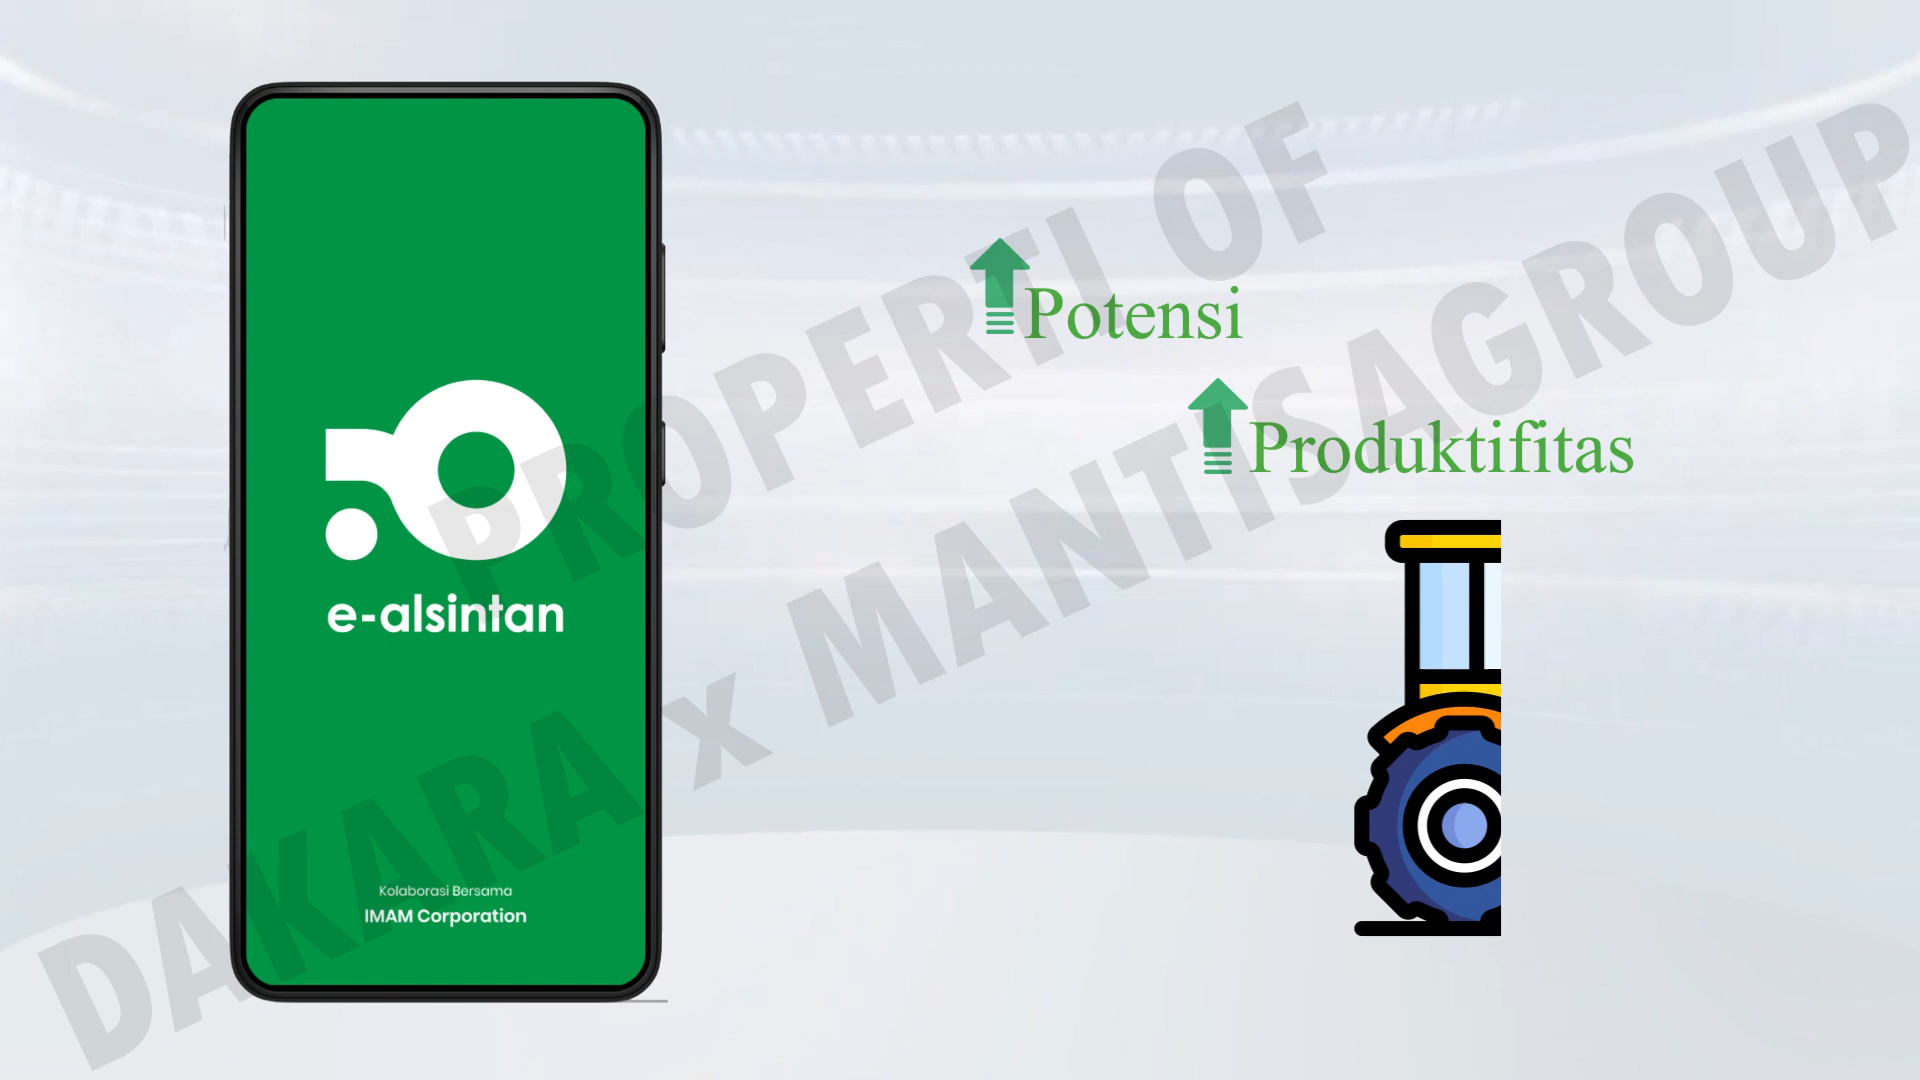 e-alsintan
Kolaborasi Bersama
IMAM Corporation
Potensi
Produktifitas
PROPERTI OF
DAKARA x MANTISAGROUP